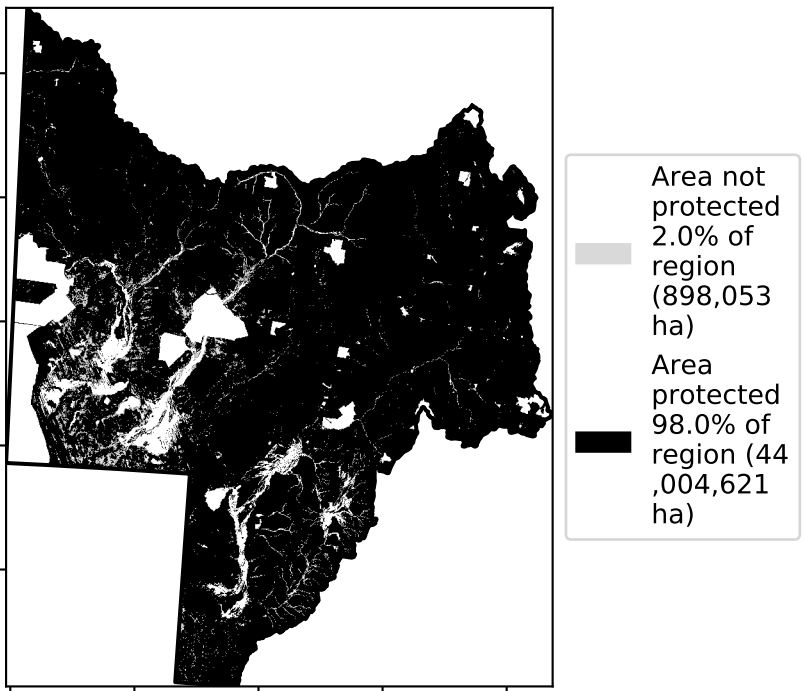 Area not
protected
2.0% of
region
(898,053
ha)
Area
protected
98.0% of
region (44
,004,621
ha)